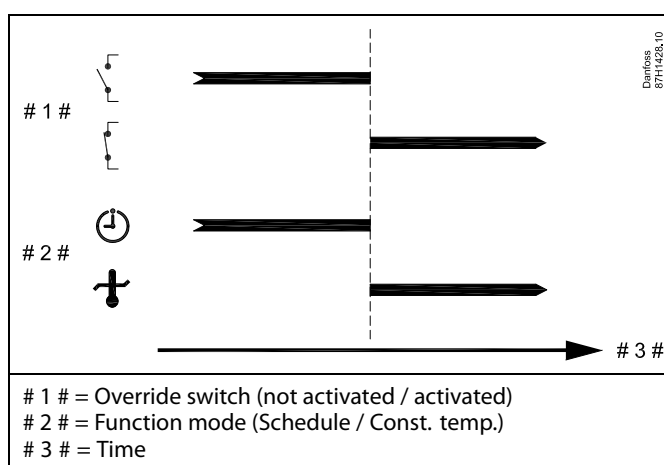 Danfoss
87H1428.10
# 1 #
# 2 #
# 3 #
# 1 # = Override switch (not activated / activated)
# 2 # = Function mode (Schedule / Const. temp.)
# 3 # = Time